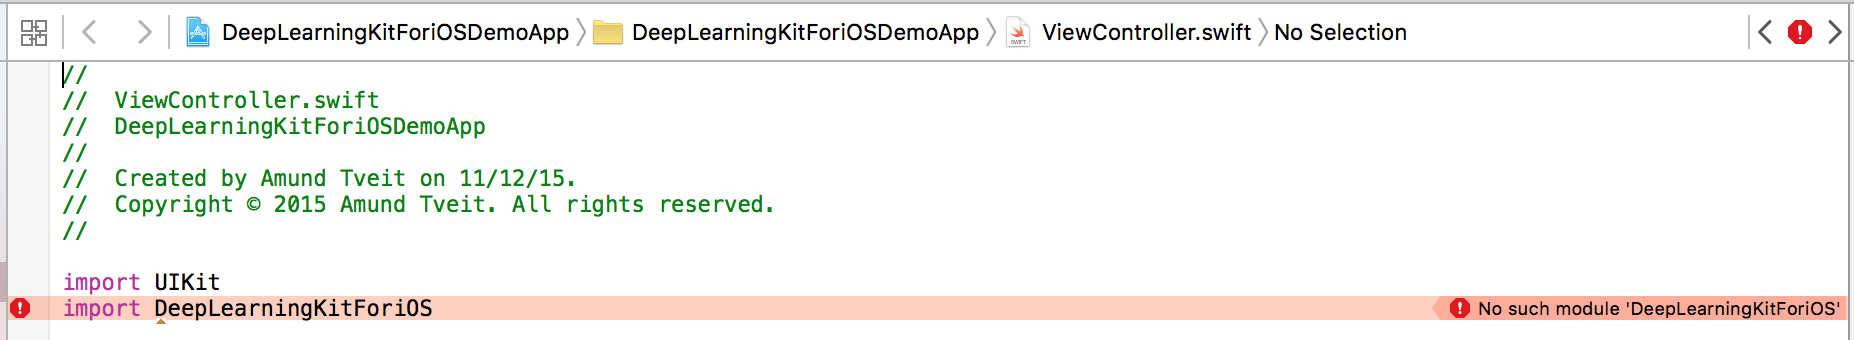 DeepLearningKitForiOSDemoApp DeepLearningKitForiOSDemoApp ViewController.swift No Selection
//
// ViewController.swift
// DeepLearningKitForiOSDemoApp
//
// Created by Amund Tveit on 11/12/15.
// Copyright © 2015 Amund Tveit. All rights reserved.
//
import UIKit
import DeepLearningKitForiOS No such module 'DeepLearningKitForiOS'